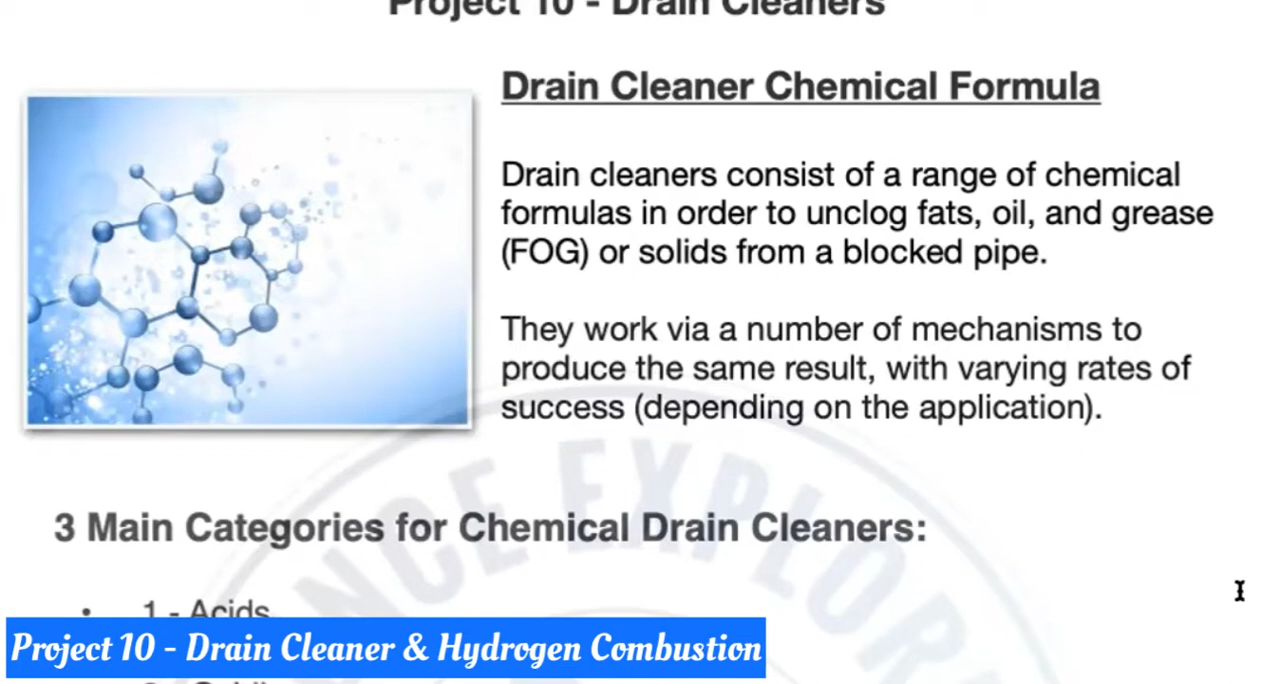 Project 10 - Drain Cleaners
Drain Cleaner Chemical Formula
Drain cleaners consist of a range of chemical
formulas in order to unclog fats, oil, and grease
(FOG) or solids from a blocked pipe.
They work via a number of mechanisms to
produce the same result, with varying rates of
success (depending on the application).
3 Main Categories for Chemical Drain Cleaners:
• 1 - Acids
Project 10 - Drain Cleaner & Hydrogen Combustion